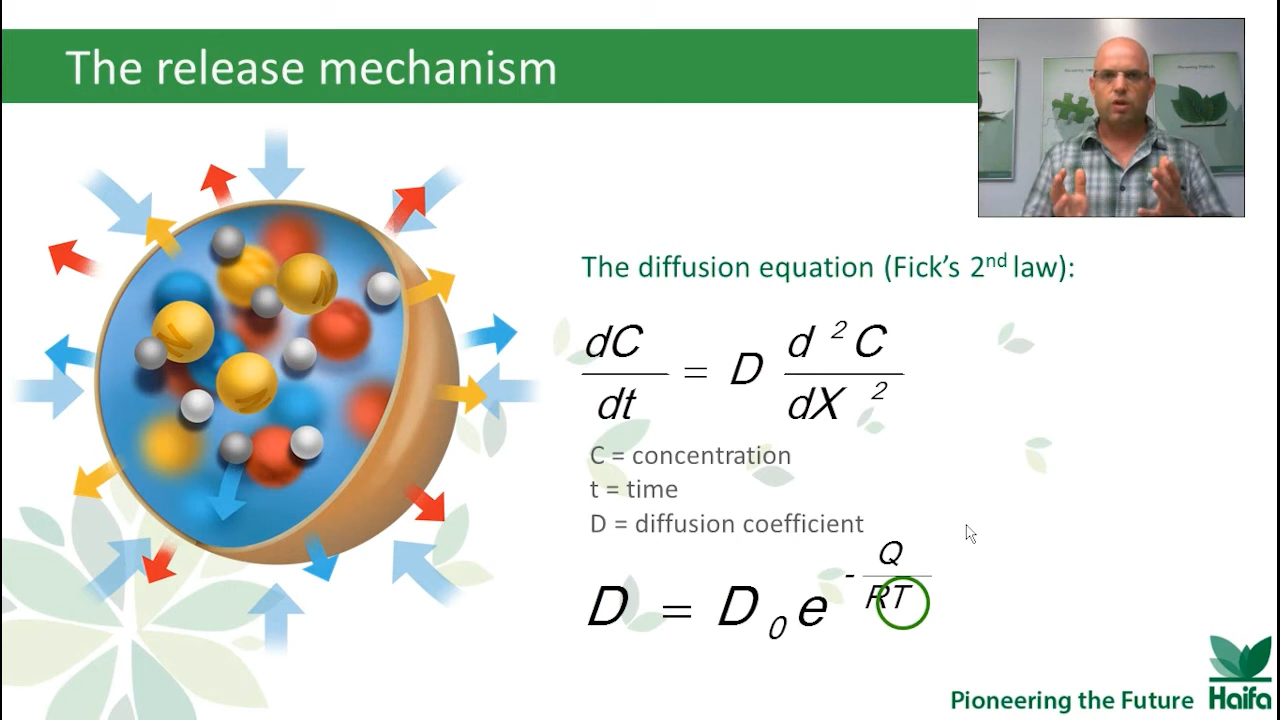 The release mechanism
The diffusion equation (Fick's 2nd law):
dC/dt = D d²C/dX²
C = concentration
t = time
D = diffusion coefficient
D = D₀e^(-Q/RT)
N
N
N
Pioneering the Future
Haifa